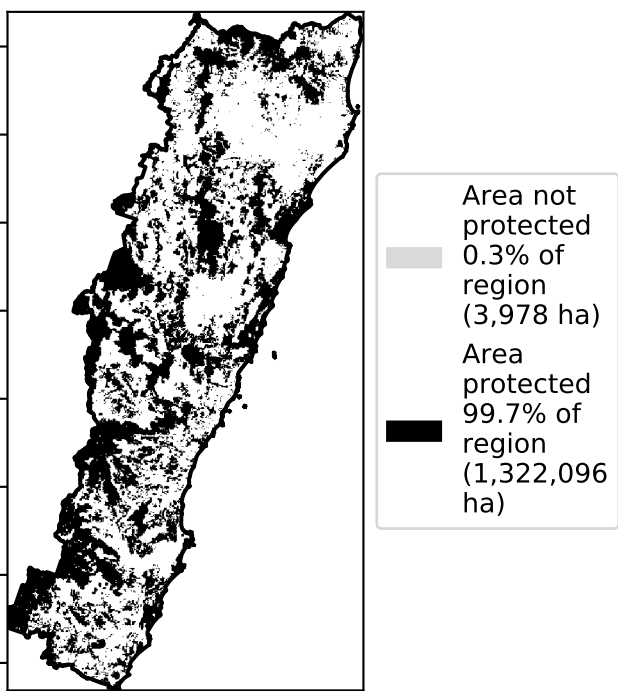 Area not
protected
0.3% of
region
(3,978 ha)
Area
protected
99.7% of
region
(1,322,096
ha)